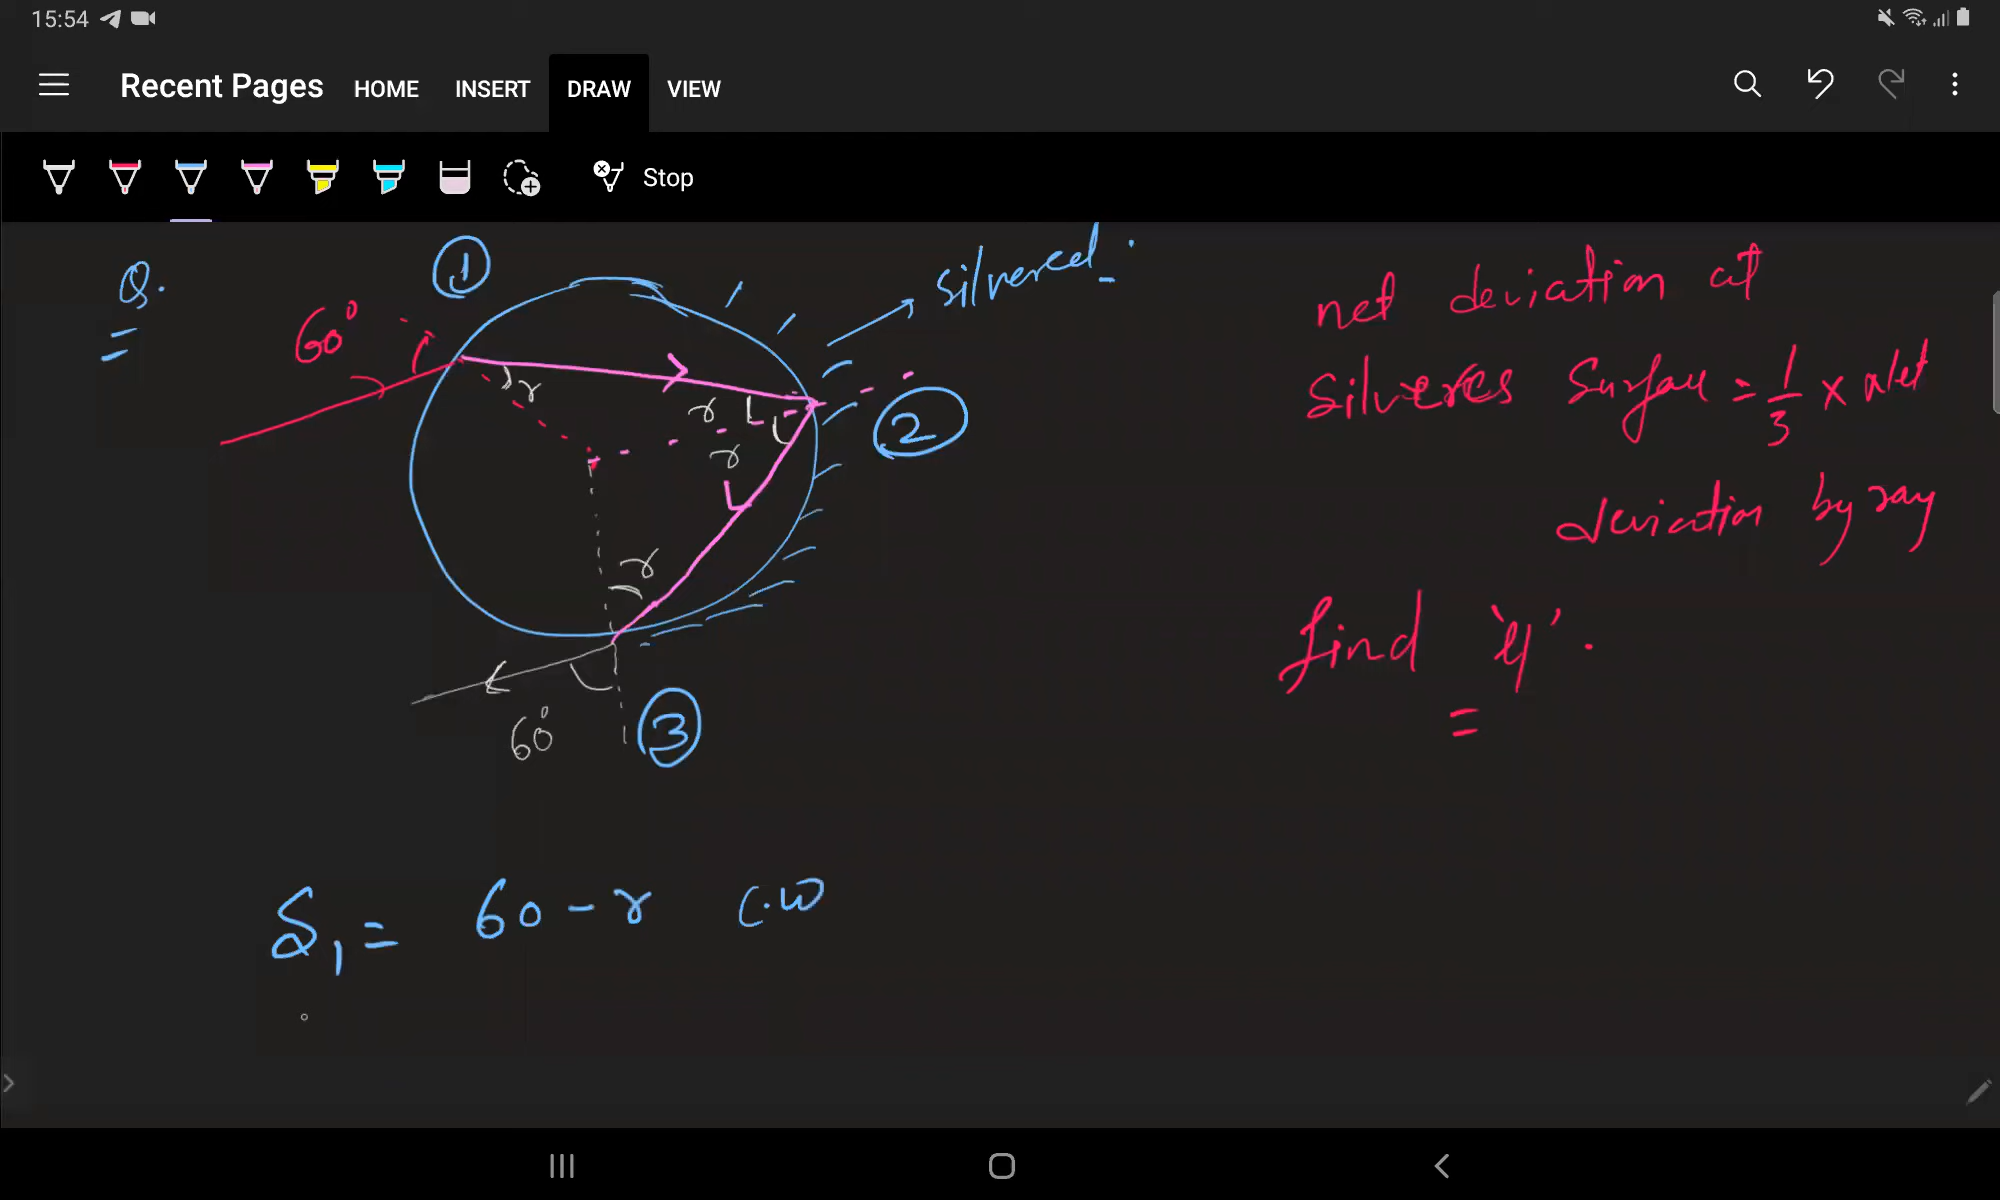 15:54
Recent Pages HOME INSERT DRAW VIEW
Stop
Q.
1
silvered
60°
r
r
r
2
r
60°
3
net deviation at
Silveres Surface = 1/3 × Net
deviation by ray
find 'μ'.
=
δ₁ = 60 - r C.W